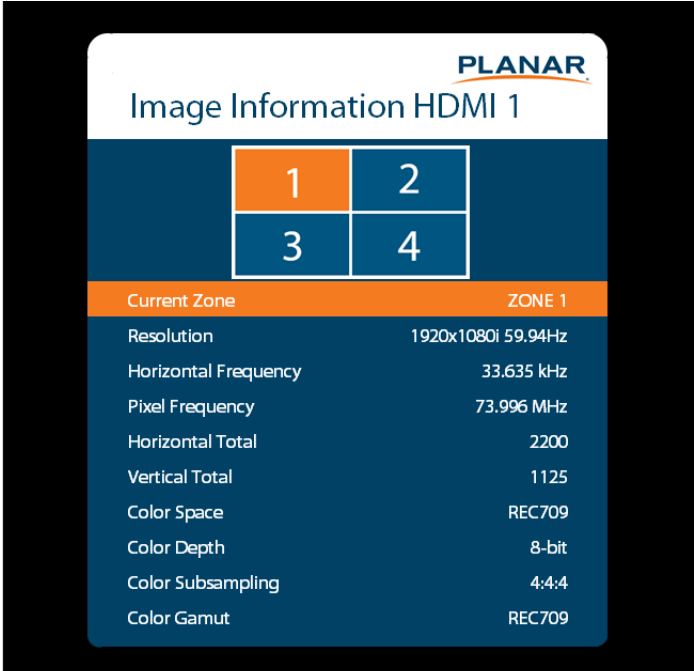 PLANAR
Image Information HDMI 1
1 2
3 4
Current Zone ZONE 1
Resolution 1920x1080i 59.94Hz
Horizontal Frequency 33.635 kHz
Pixel Frequency 73.996 MHz
Horizontal Total 2200
Vertical Total 1125
Color Space REC709
Color Depth 8-bit
Color Subsampling 4:4:4
Color Gamut REC709